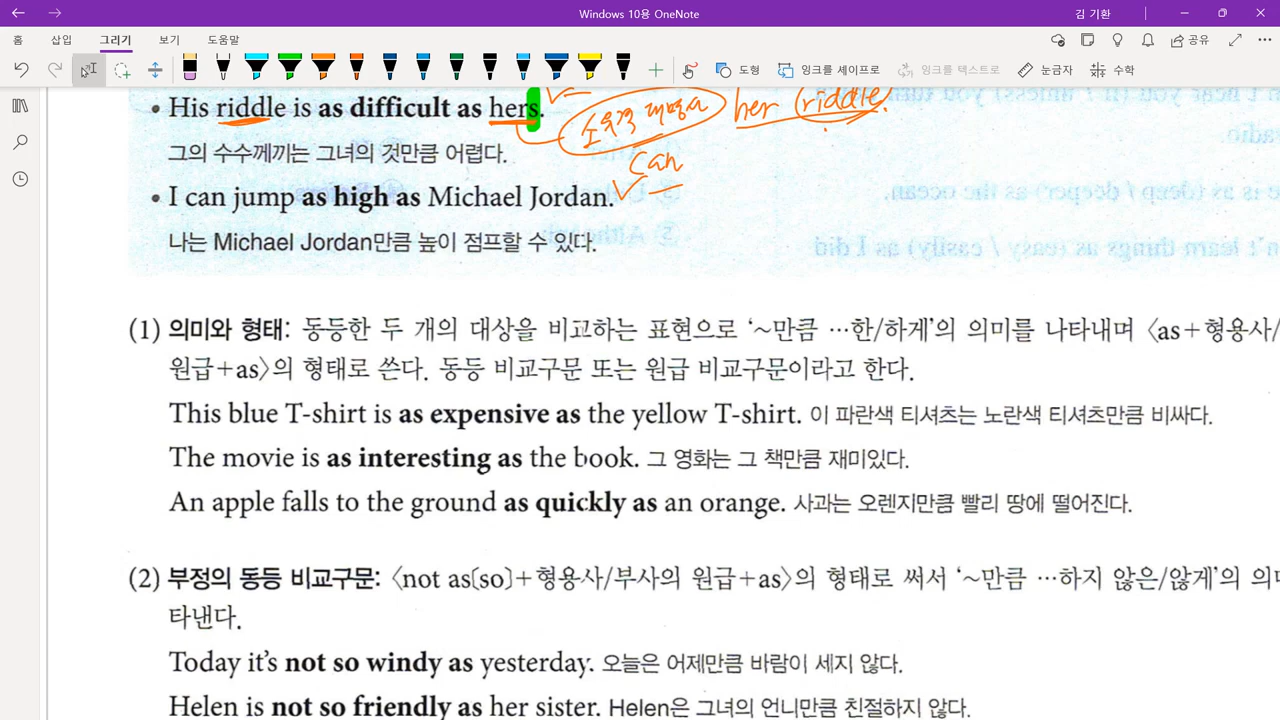 Windows 10용 OneNote
김 기환
홈 삽입 그리기 보기 도움말
도형 잉크를 셰이프로 잉크를 텍스트로 눈금자 수학 공유
• His riddle is as difficult as hers. 소유격 대명사 her (riddle).
그의 수수께끼는 그녀의 것만큼 어렵다.
can
• I can jump as high as Michael Jordan.
나는 Michael Jordan만큼 높이 점프할 수 있다.
(1) 의미와 형태: 동등한 두 개의 대상을 비교하는 표현으로 ‘~만큼 …한/하게’의 의미를 나타내며 〈as+형용사/
원급+as〉의 형태로 쓴다. 동등 비교구문 또는 원급 비교구문이라고 한다.
This blue T-shirt is as expensive as the yellow T-shirt. 이 파란색 티셔츠는 노란색 티셔츠만큼 비싸다.
The movie is as interesting as the book. 그 영화는 그 책만큼 재미있다.
An apple falls to the ground as quickly as an orange. 사과는 오렌지만큼 빨리 땅에 떨어진다.
(2) 부정의 동등 비교구문: 〈not as[so]+형용사/부사의 원급+as〉의 형태로 써서 ‘~만큼 …하지 않은/않게’의 의
타낸다.
Today it’s not so windy as yesterday. 오늘은 어제만큼 바람이 세지 않다.
Helen is not so friendly as her sister. Helen은 그녀의 언니만큼 친절하지 않다.